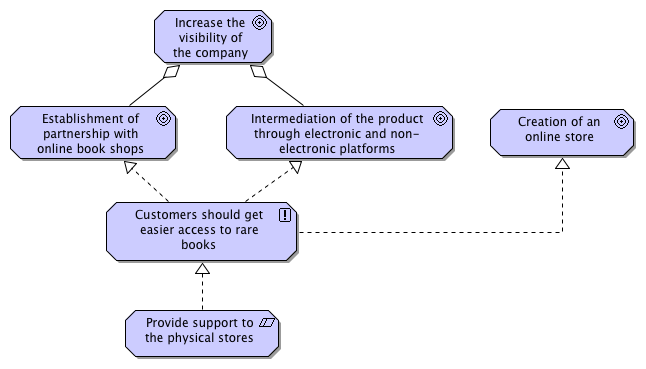 Increase the
visibility of
the company
Establishment of
partnership with
online book shops
Intermediation of the product
through electronic and non-
electronic platforms
Creation of an
online store
Customers should get
easier access to rare
books
Provide support to
the physical stores